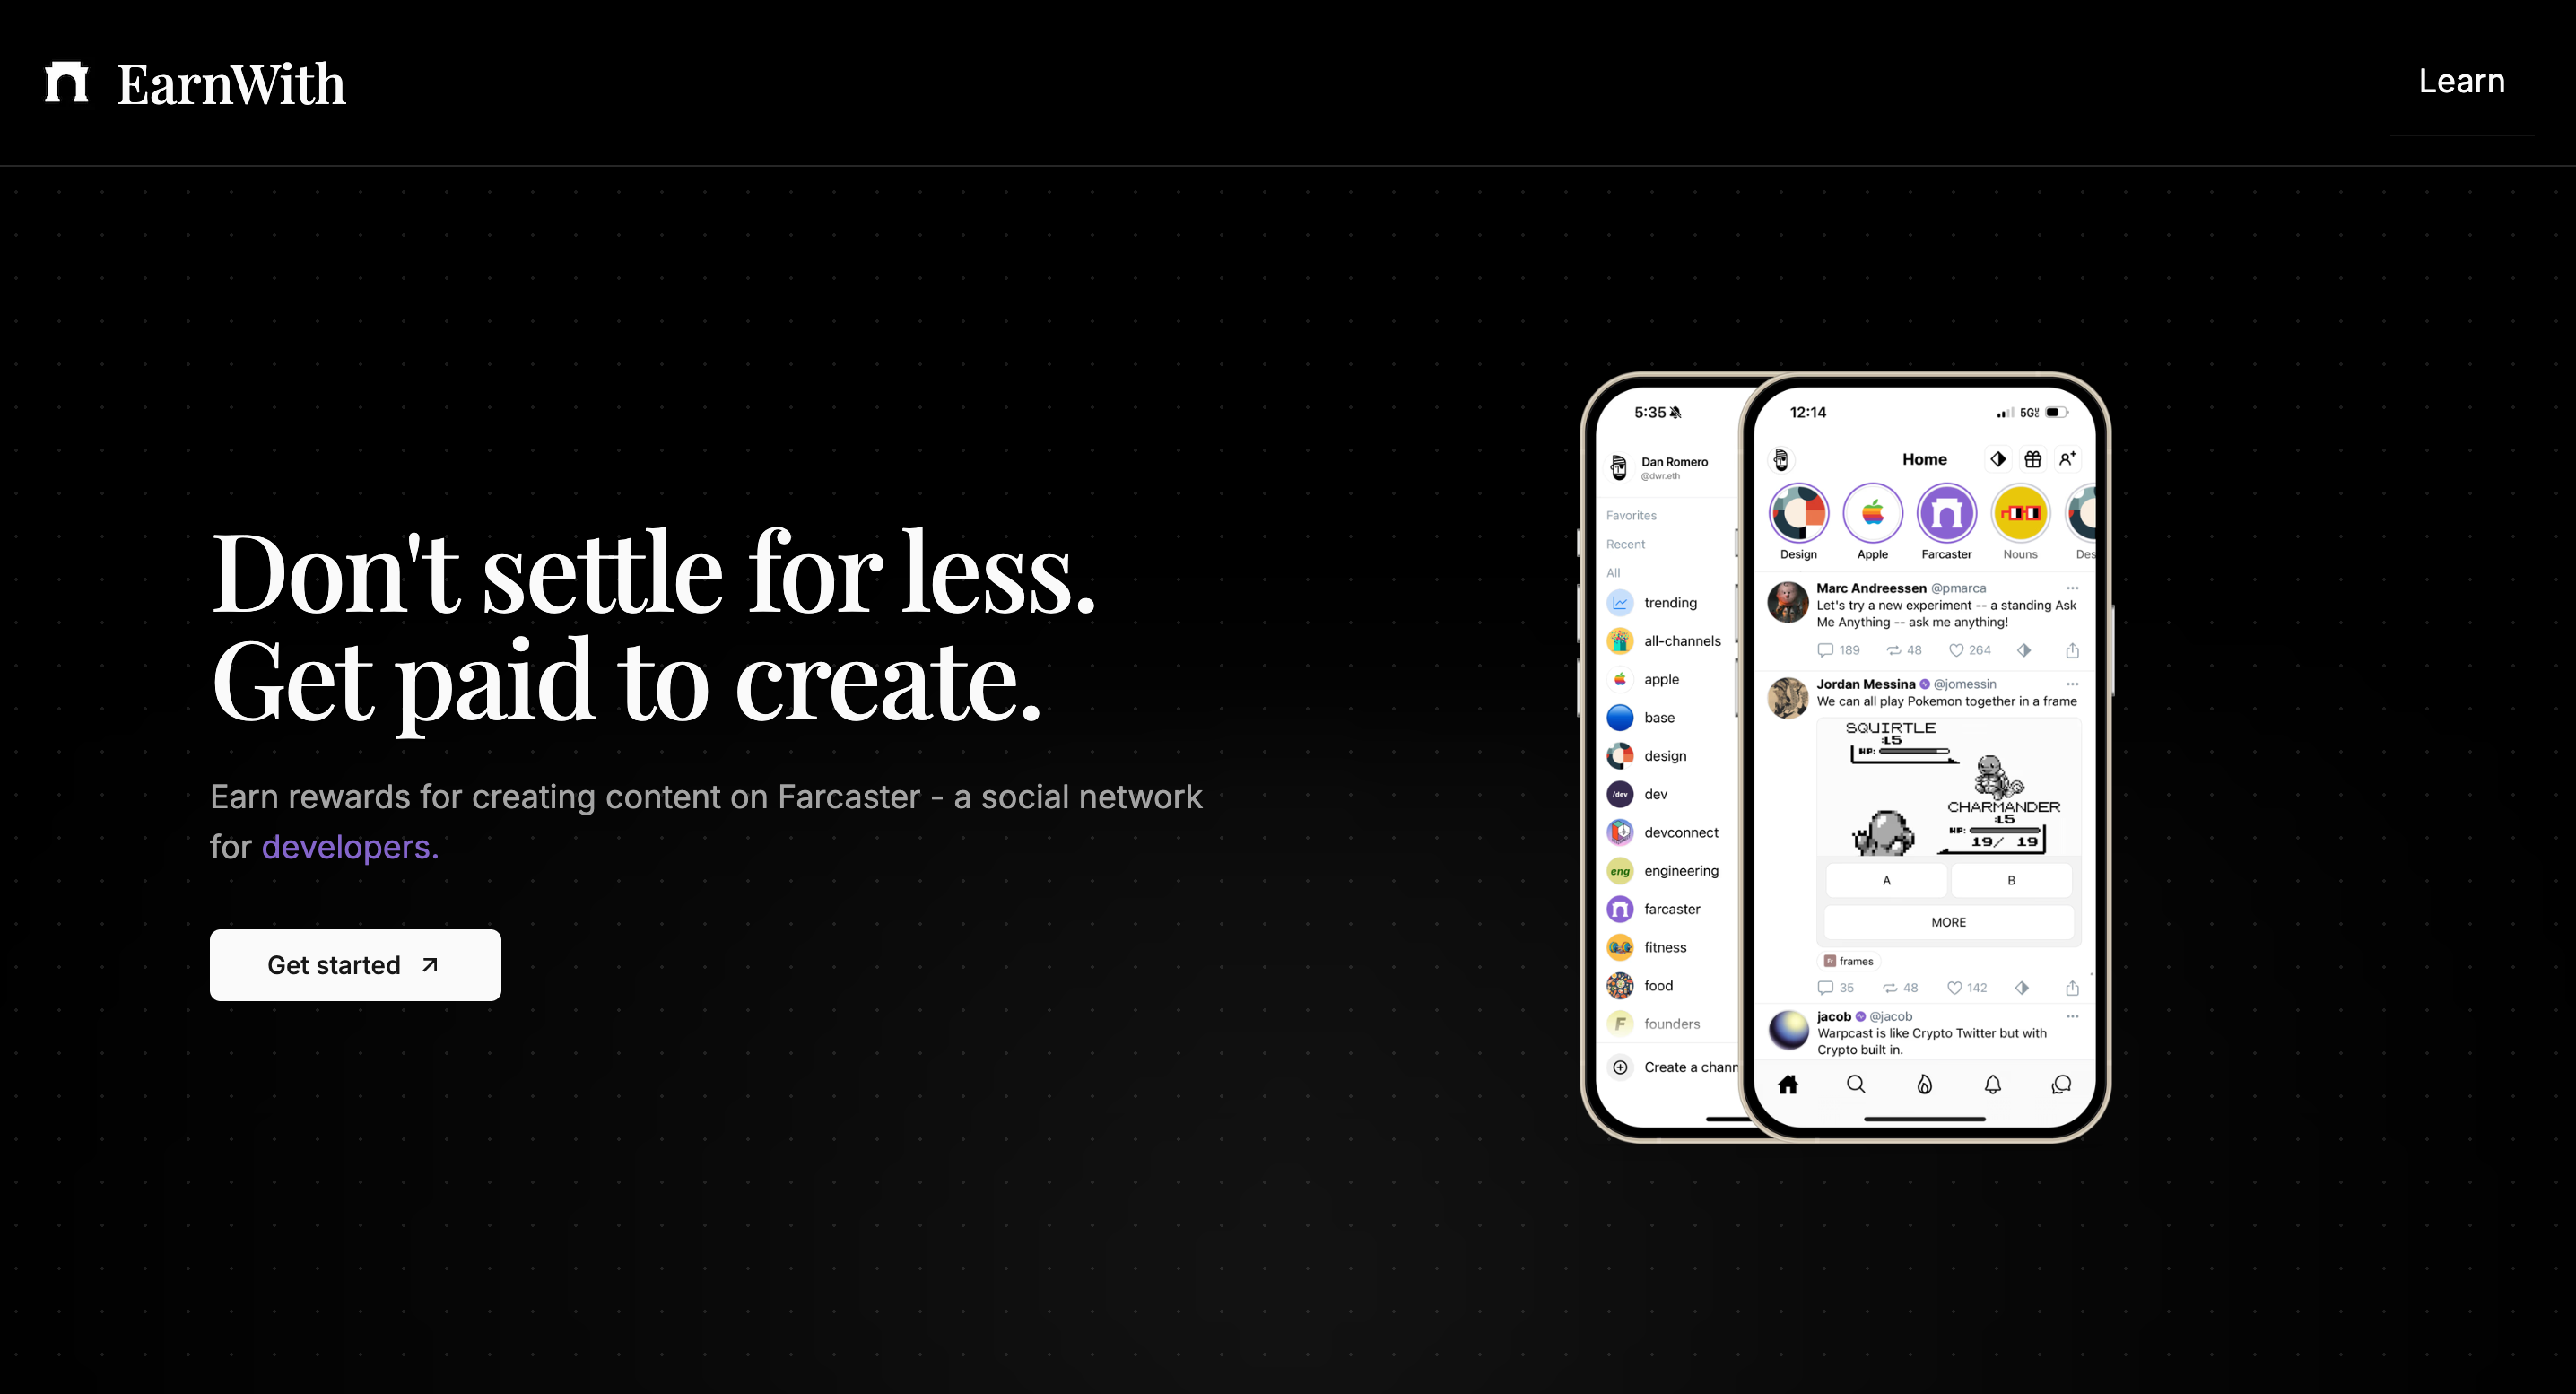 EarnWith
Learn
Don't settle for less.
Get paid to create.
Earn rewards for creating content on Farcaster - a social network
for developers.
Get started
5:35
Dan Romero
@dwr.eth
Favorites
Recent
All
trending
all-channels
apple
base
design
/dev
dev
devconnect
eng
engineering
farcaster
fitness
food
F
founders
Create a chann
12:14
5G
Home
Design
Apple
Farcaster
Nouns
Des
Marc Andreessen @pmarca
Let's try a new experiment -- a standing Ask
Me Anything -- ask me anything!
189
48
264
Jordan Messina @jomessin
We can all play Pokemon together in a frame
SQUIRTLE
:L5
HP:
CHARMANDER
:L5
HP:
19/ 19
A
B
MORE
Fr frames
35
48
142
jacob @jacob
Warpcast is like Crypto Twitter but with
Crypto built in.